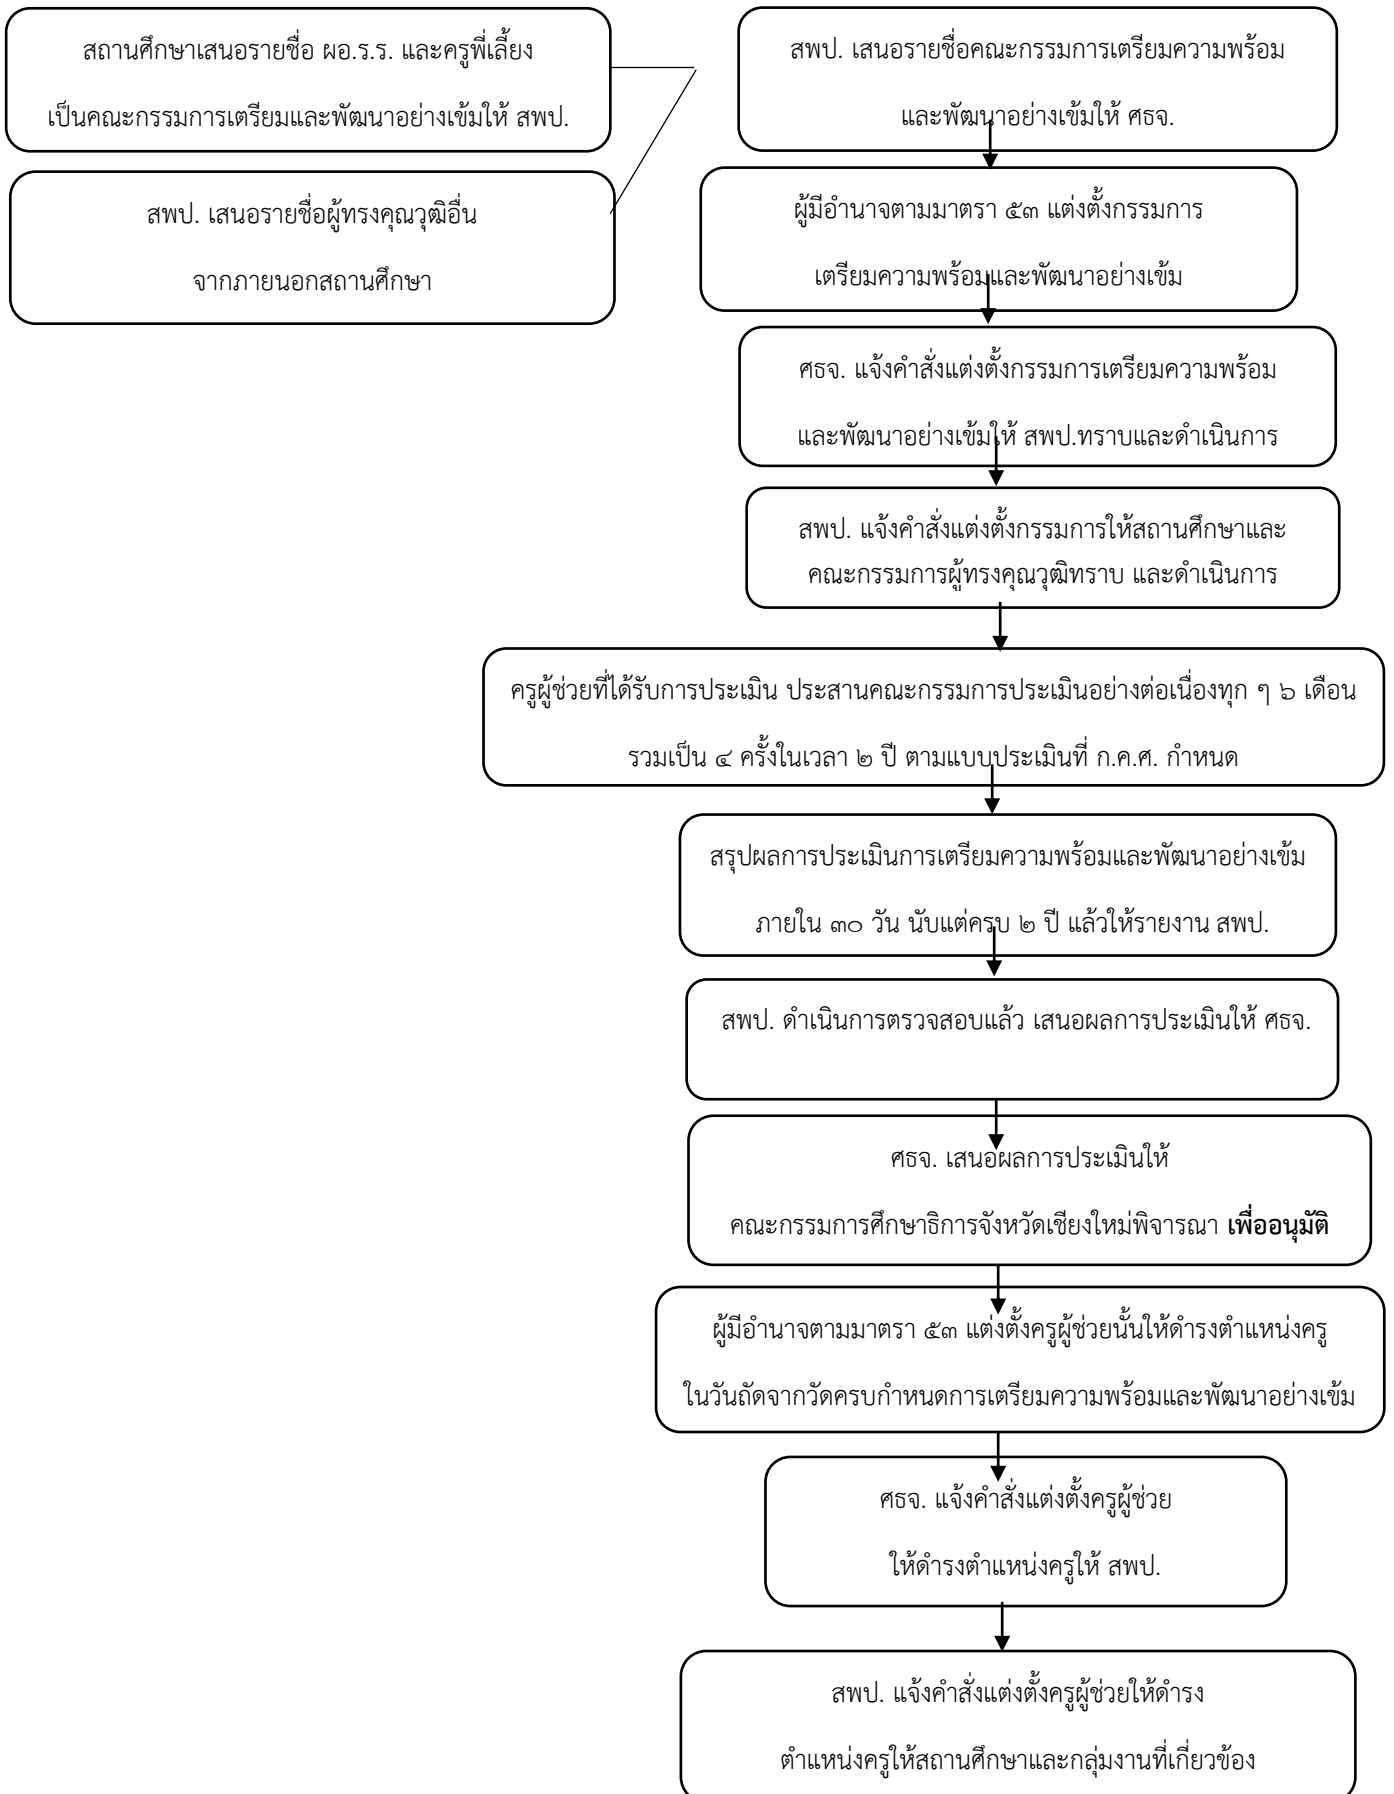 สถานศึกษาเสนอรายชื่อ ผอ.ร.ร. และครูพี่เลี้ยง
เป็นคณะกรรมการเตรียมและพัฒนาอย่างเข้มให้ สพป.
สพป. เสนอรายชื่อผู้ทรงคุณวุฒิอื่น
จากภายนอกสถานศึกษา
สพป. เสนอรายชื่อคณะกรรมการเตรียมความพร้อม
และพัฒนาอย่างเข้มให้ ศธจ.
ผู้มีอำนาจตามมาตรา ๕๓ แต่งตั้งกรรมการ
เตรียมความพร้อมและพัฒนาอย่างเข้ม
ศธจ. แจ้งคำสั่งแต่งตั้งกรรมการเตรียมความพร้อม
และพัฒนาอย่างเข้มให้ สพป.ทราบและดำเนินการ
สพป. แจ้งคำสั่งแต่งตั้งกรรมการให้สถานศึกษาและ
คณะกรรมการผู้ทรงคุณวุฒิทราบ และดำเนินการ
ครูผู้ช่วยที่ได้รับการประเมิน ประสานคณะกรรมการประเมินอย่างต่อเนื่องทุก ๆ ๖ เดือน
รวมเป็น ๔ ครั้งในเวลา ๒ ปี ตามแบบประเมินที่ ก.ค.ศ. กำหนด
สรุปผลการประเมินการเตรียมความพร้อมและพัฒนาอย่างเข้ม
ภายใน ๓๐ วัน นับแต่ครบ ๒ ปี แล้วให้รายงาน สพป.
สพป. ดำเนินการตรวจสอบแล้ว เสนอผลการประเมินให้ ศธจ.
ศธจ. เสนอผลการประเมินให้
คณะกรรมการศึกษาธิการจังหวัดเชียงใหม่พิจารณา เพื่ออนุมัติ
ผู้มีอำนาจตามมาตรา ๕๓ แต่งตั้งครูผู้ช่วยนั้นให้ดำรงตำแหน่งครู
ในวันถัดจากวัดครบกำหนดการเตรียมความพร้อมและพัฒนาอย่างเข้ม
ศธจ. แจ้งคำสั่งแต่งตั้งครูผู้ช่วย
ให้ดำรงตำแหน่งครูให้ สพป.
สพป. แจ้งคำสั่งแต่งตั้งครูผู้ช่วยให้ดำรง
ตำแหน่งครูให้สถานศึกษาและกลุ่มงานที่เกี่ยวข้อง